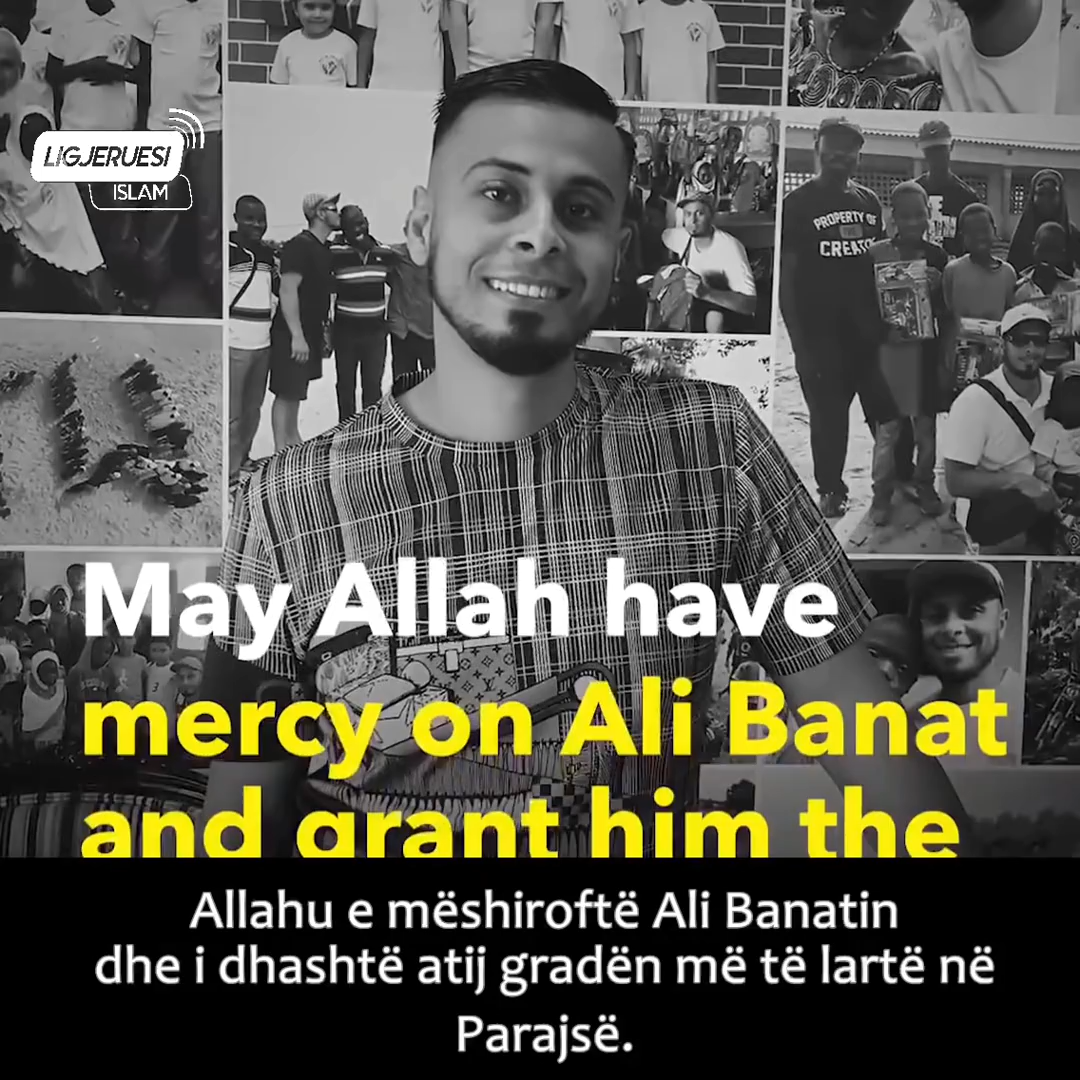 LIGJERUESI
ISLAM
PROPERTY OF
May Allah have
mercy on Ali Banat
and grant him the
Allahu e mëshiroftë Ali Banatin
dhe i dhashtë atij gradën më të lartë në
Parajsë.